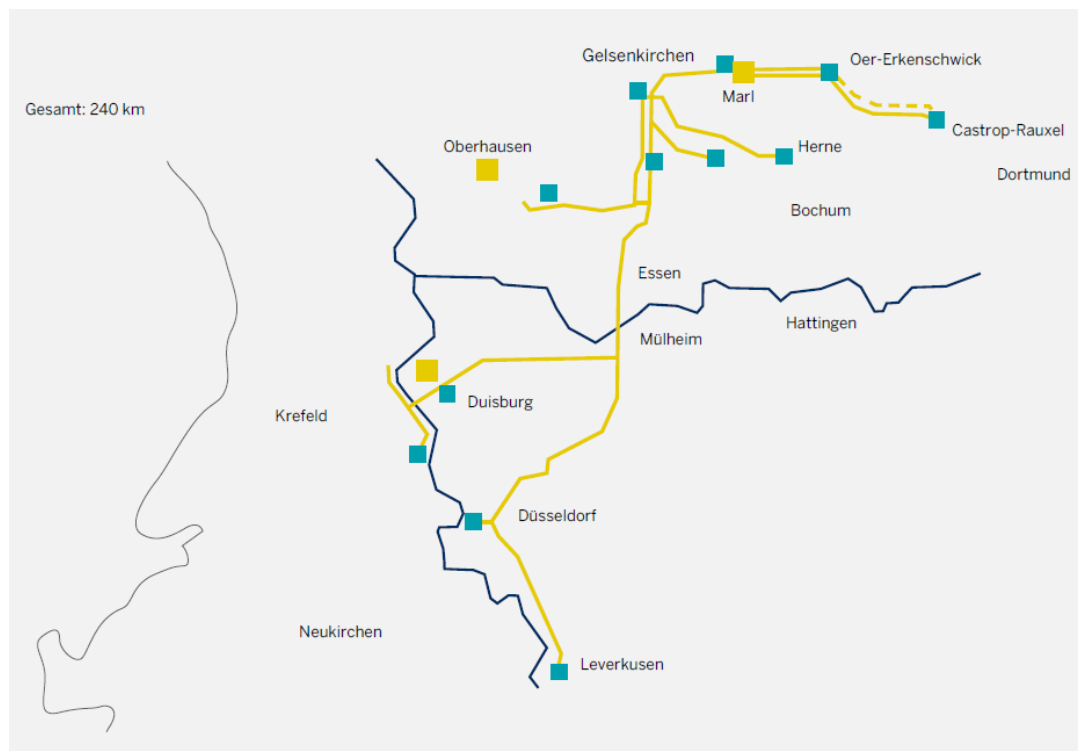 Gelsenkirchen
Oer-Erkenschwick
Marl
Gesamt: 240 km
Castrop-Rauxel
Oberhausen
Herne
Dortmund
Bochum
Essen
Hattingen
Mülheim
Duisburg
Krefeld
Düsseldorf
Neukirchen
Leverkusen